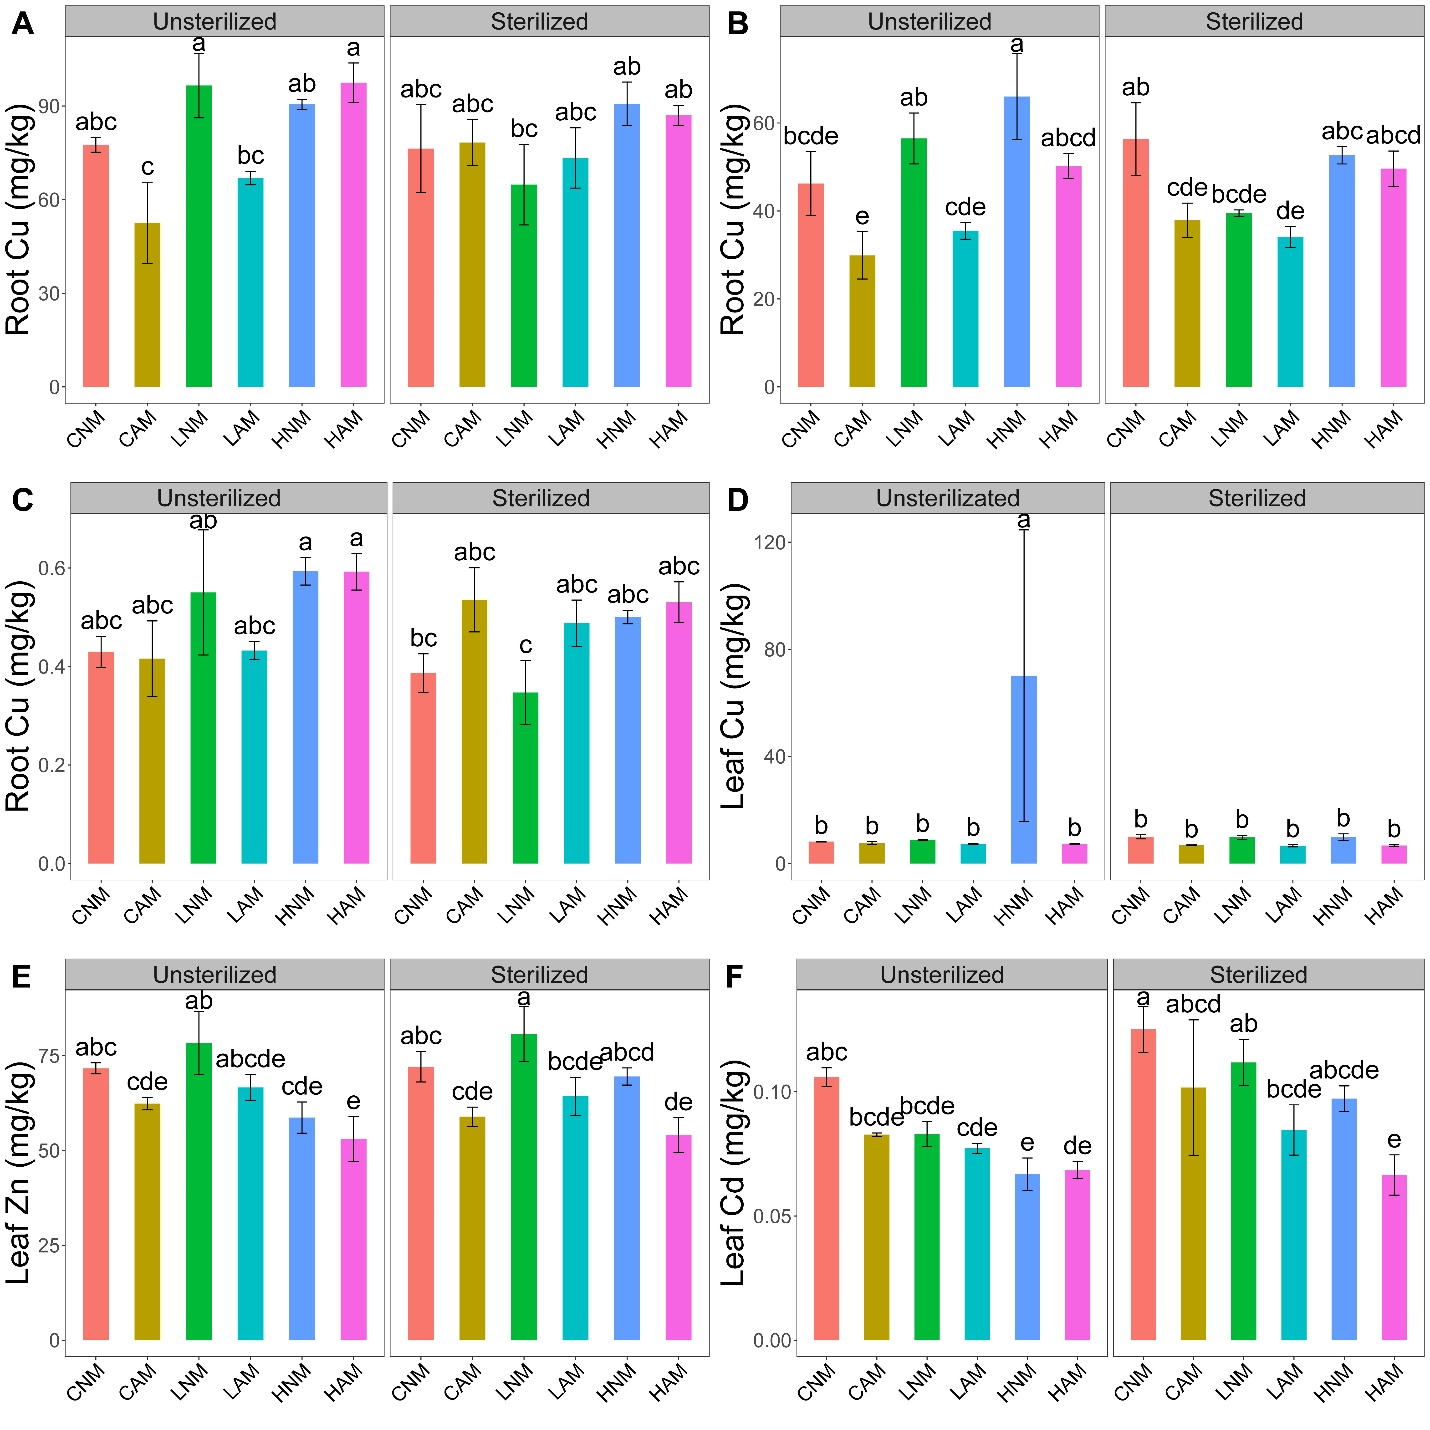 A
Unsterilized
Sterilized
Root Cu (mg/kg)
90
60
30
0
abc
c
a
bc
ab
a
abc
abc
bc
abc
ab
ab
CNM
CAM
LNM
LAM
HNM
HAM
CNM
CAM
LNM
LAM
HNM
HAM
B
Unsterilized
Sterilized
Root Cu (mg/kg)
60
40
20
0
bcde
e
ab
cde
a
abcd
ab
cde
bcde
de
abc
abcd
CNM
CAM
LNM
LAM
HNM
HAM
CNM
CAM
LNM
LAM
HNM
HAM
C
Unsterilized
Sterilized
Root Cu (mg/kg)
0.6
0.4
0.2
0.0
abc
abc
ab
abc
a
a
bc
abc
c
abc
abc
abc
CNM
CAM
LNM
LAM
HNM
HAM
CNM
CAM
LNM
LAM
HNM
HAM
D
Unsterilizated
Sterilized
Leaf Cu (mg/kg)
120
80
40
0
b
b
b
b
a
b
b
b
b
b
b
b
CNM
CAM
LNM
LAM
HNM
HAM
CNM
CAM
LNM
LAM
HNM
HAM
E
Unsterilized
Sterilized
Leaf Zn (mg/kg)
75
50
25
0
abc
cde
ab
abcde
cde
e
abc
cde
a
bcde
abcd
de
CNM
CAM
LNM
LAM
HNM
HAM
CNM
CAM
LNM
LAM
HNM
HAM
F
Unsterilized
Sterilized
Leaf Cd (mg/kg)
0.10
0.05
0.00
abc
bcde
bcde
cde
e
de
a
abcd
ab
bcde
abcde
e
CNM
CAM
LNM
LAM
HNM
HAM
CNM
CAM
LNM
LAM
HNM
HAM